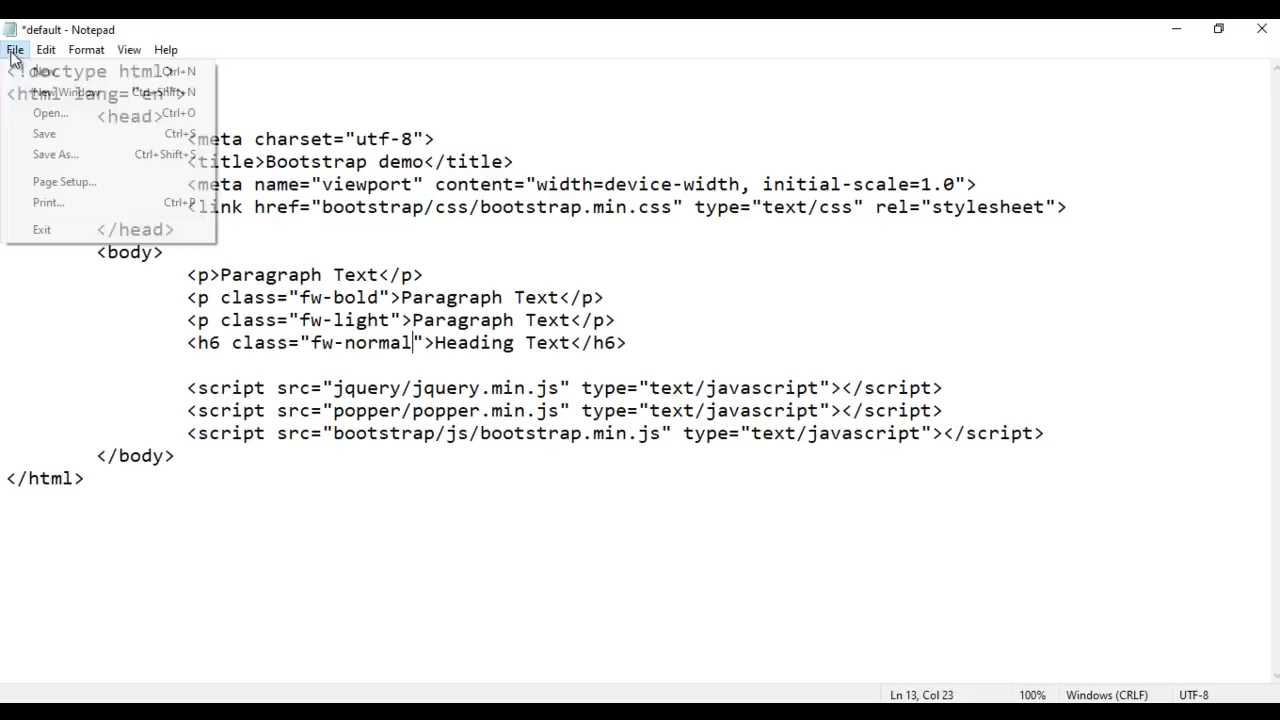 *default - Notepad
File Edit Format View Help
New Ctrl+N
New Window Ctrl+Shift+N
Open... Ctrl+O
Save Ctrl+S
Save As... Ctrl+Shift+S
Page Setup...
Print... Ctrl+P
Exit
<!doctype html>
<html lang="en">
<head>
<meta charset="utf-8">
<title>Bootstrap demo</title>
<meta name="viewport" content="width=device-width, initial-scale=1.0">
<link href="bootstrap/css/bootstrap.min.css" type="text/css" rel="stylesheet">
</head>
<body>
<p>Paragraph Text</p>
<p class="fw-bold">Paragraph Text</p>
<p class="fw-light">Paragraph Text</p>
<h6 class="fw-normal">Heading Text</h6>
<script src="jquery/jquery.min.js" type="text/javascript"></script>
<script src="popper/popper.min.js" type="text/javascript"></script>
<script src="bootstrap/js/bootstrap.min.js" type="text/javascript"></script>
</body>
</html>
Ln 13, Col 23 100% Windows (CRLF) UTF-8